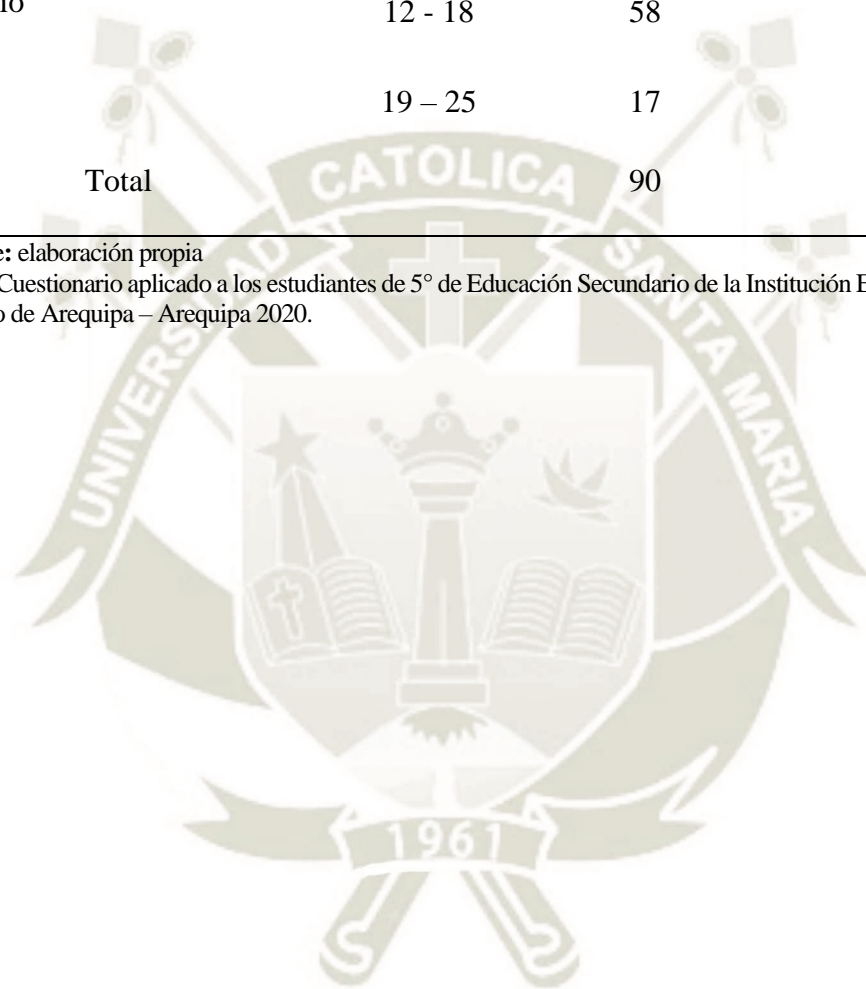 lo
12 - 18 58
19 – 25 17
Total 90
e: elaboración propia
Cuestionario aplicado a los estudiantes de 5° de Educación Secundario de la Institución E
o de Arequipa – Arequipa 2020.
UNIVERSIDAD CATOLICA SANTA MARIA
1961